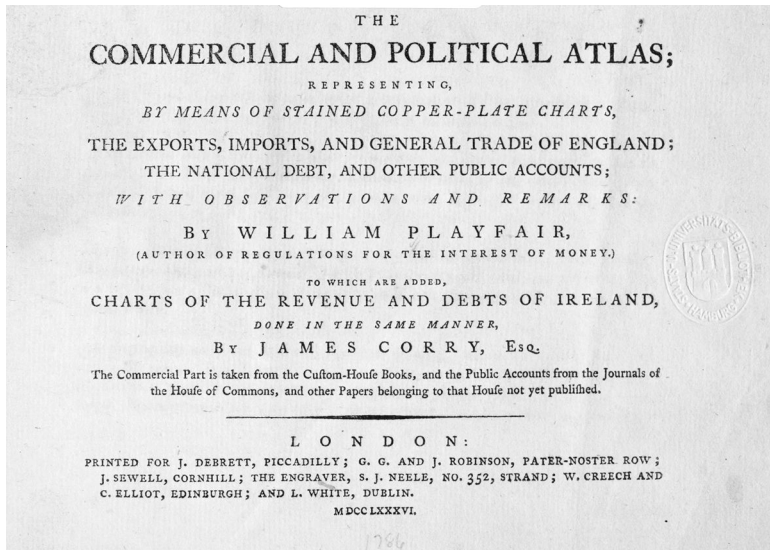 THE
COMMERCIAL AND POLITICAL ATLAS;
REPRESENTING,
BY MEANS OF STAINED COPPER-PLATE CHARTS,
THE EXPORTS, IMPORTS, AND GENERAL TRADE OF ENGLAND;
THE NATIONAL DEBT, AND OTHER PUBLIC ACCOUNTS;
WITH OBSERVATIONS AND REMARKS:
BY WILLIAM PLAYFAIR,
(AUTHOR OF REGULATIONS FOR THE INTEREST OF MONEY.)
TO WHICH ARE ADDED,
CHARTS OF THE REVENUE AND DEBTS OF IRELAND,
DONE IN THE SAME MANNER,
BY JAMES CORRY, ESQ.
The Commercial Part is taken from the Cuſtom-Houſe Books, and the Public Accounts from the Journals of
the Houſe of Commons, and other Papers belonging to that Houſe not yet publiſhed.
LONDON:
PRINTED FOR J. DEBRETT, PICCADILLY; G. G. AND J. ROBINSON, PATER-NOSTER ROW;
J. SEWELL, CORNHILL; THE ENGRAVER, S. J. NEELE, NO. 352, STRAND; W. CREECH AND
C. ELLIOT, EDINBURGH; AND L. WHITE, DUBLIN.
MDCCLXXXVI.
1786